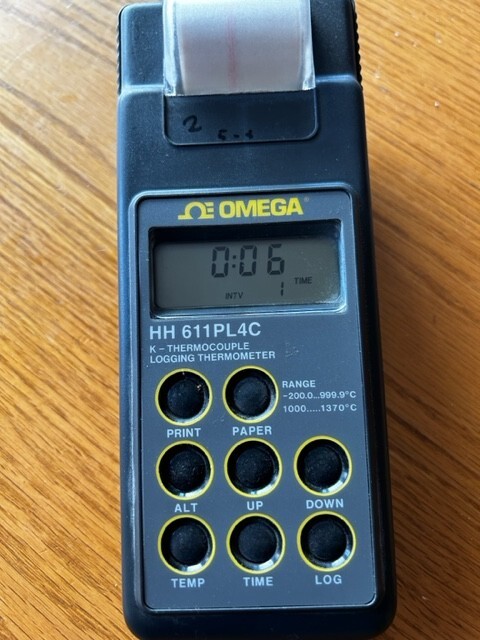 2
ΩE OMEGA®
0:06
TIME
INTV 1
HH 611PL4C
K – THERMOCOUPLE
LOGGING THERMOMETER
RANGE
-200.0...999.9°C
1000.....1370°C
PRINT PAPER
ALT UP DOWN
TEMP TIME LOG